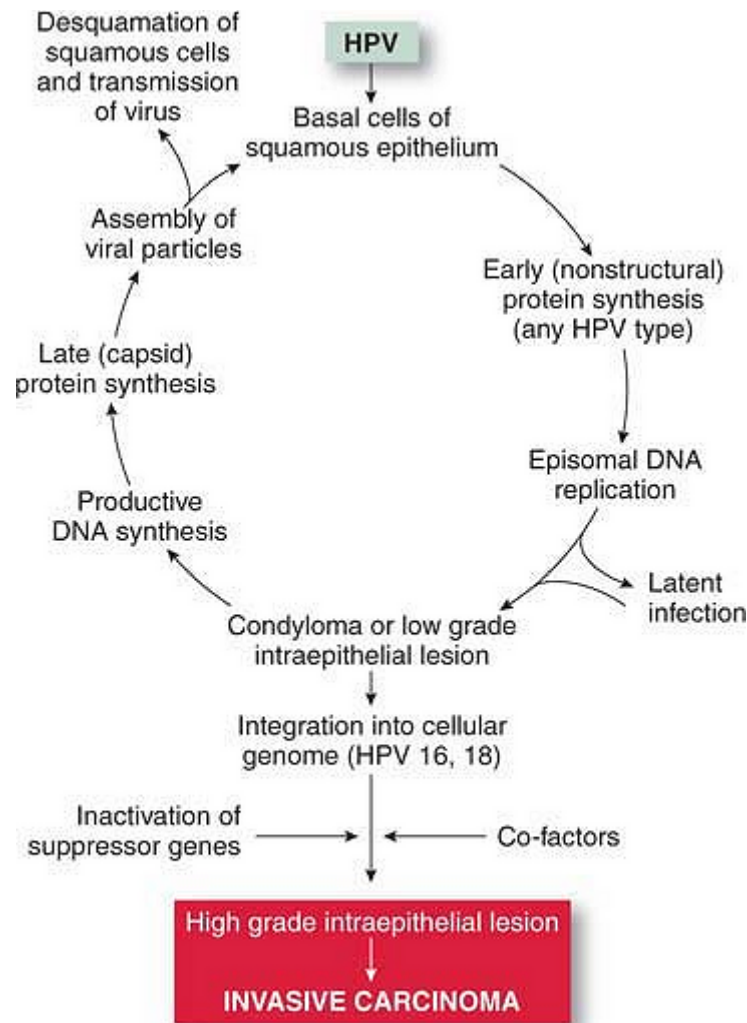 HPV
Desquamation of
squamous cells
and transmission
of virus
Basal cells of
squamous epithelium
Early (nonstructural)
protein synthesis
(any HPV type)
Episomal DNA
replication
Latent
infection
Condyloma or low grade
intraepithelial lesion
Productive
DNA synthesis
Late (capsid)
protein synthesis
Assembly of
viral particles
Integration into cellular
genome (HPV 16, 18)
Inactivation of
suppressor genes
Co-factors
High grade intraepithelial lesion
INVASIVE CARCINOMA